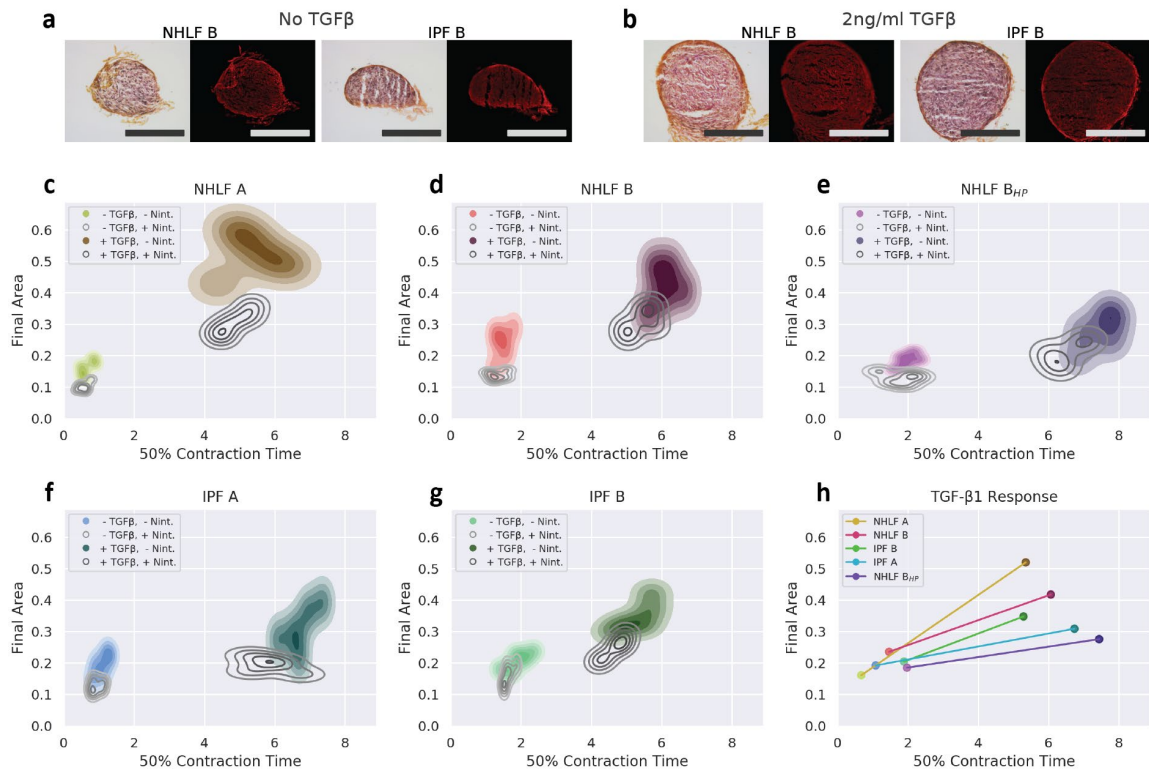 a No TGFβ
NHLF B IPF B
b 2ng/ml TGFβ
NHLF B IPF B
c NHLF A
- TGFβ, - Nint.
- TGFβ, + Nint.
+ TGFβ, - Nint.
+ TGFβ, + Nint.
Final Area
0.6
0.5
0.4
0.3
0.2
0.1
0.0
0 2 4 6 8
50% Contraction Time
d NHLF B
- TGFβ, - Nint.
- TGFβ, + Nint.
+ TGFβ, - Nint.
+ TGFβ, + Nint.
Final Area
0.6
0.5
0.4
0.3
0.2
0.1
0.0
0 2 4 6 8
50% Contraction Time
e NHLF B_HP
- TGFβ, - Nint.
- TGFβ, + Nint.
+ TGFβ, - Nint.
+ TGFβ, + Nint.
Final Area
0.6
0.5
0.4
0.3
0.2
0.1
0.0
0 2 4 6 8
50% Contraction Time
f IPF A
- TGFβ, - Nint.
- TGFβ, + Nint.
+ TGFβ, - Nint.
+ TGFβ, + Nint.
Final Area
0.6
0.5
0.4
0.3
0.2
0.1
0.0
0 2 4 6 8
50% Contraction Time
g IPF B
- TGFβ, - Nint.
- TGFβ, + Nint.
+ TGFβ, - Nint.
+ TGFβ, + Nint.
Final Area
0.6
0.5
0.4
0.3
0.2
0.1
0.0
0 2 4 6 8
50% Contraction Time
h TGF-β1 Response
NHLF A
NHLF B
IPF B
IPF A
NHLF B_HP
Final Area
0.6
0.5
0.4
0.3
0.2
0.1
0.0
0 2 4 6 8
50% Contraction Time